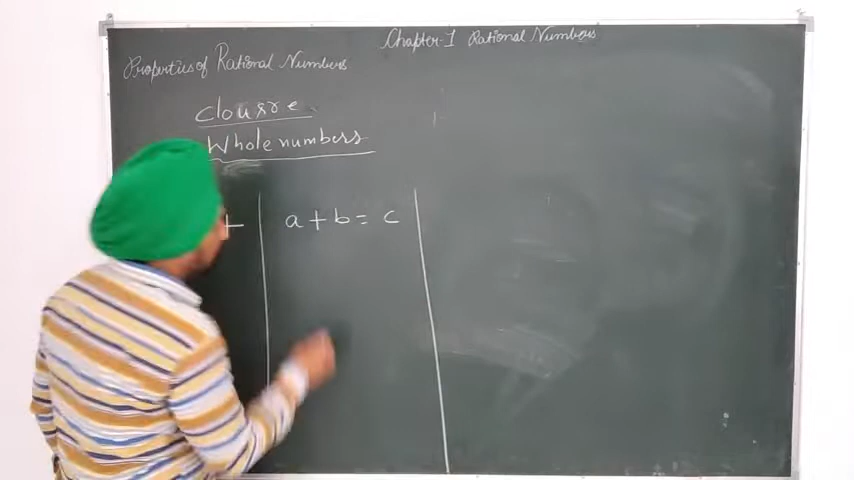 Chapter-1 Rational Numbers
Properties of Rational Numbers
Clousre
Whole numbers
+ a + b = c